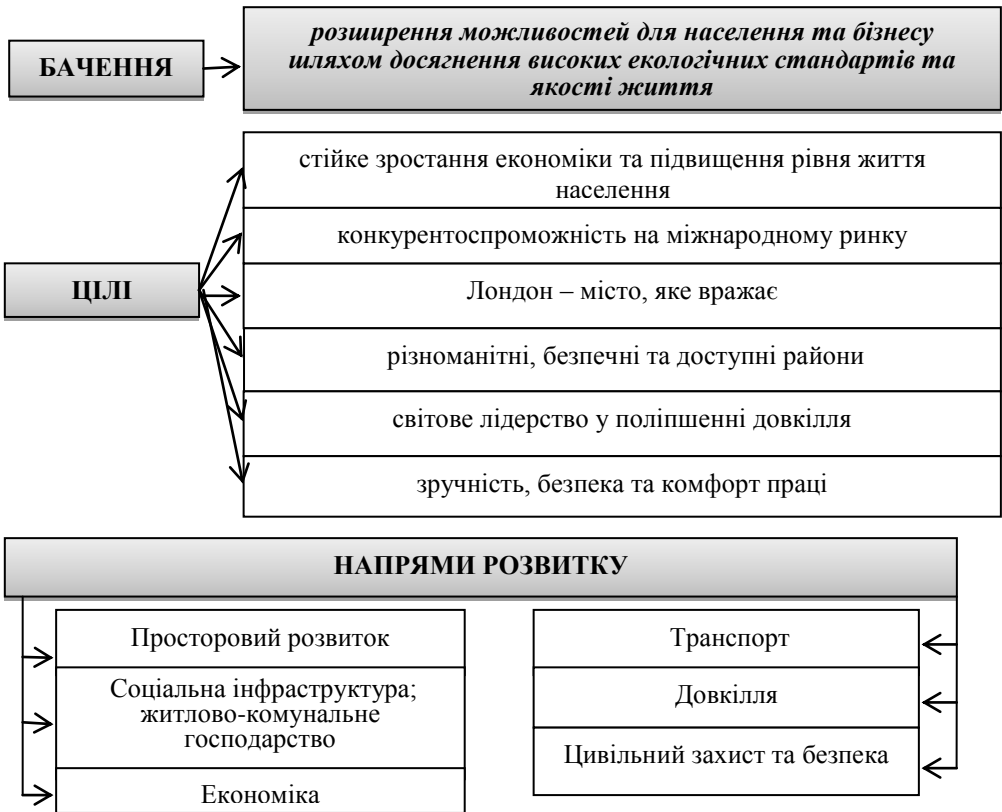 БАЧЕННЯ
розширення можливостей для населення та бізнесу
шляхом досягнення високих екологічних стандартів та
якості життя
ЦІЛІ
стійке зростання економіки та підвищення рівня життя
населення
конкурентоспроможність на міжнародному ринку
Лондон – місто, яке вражає
різноманітні, безпечні та доступні райони
світове лідерство у поліпшенні довкілля
зручність, безпека та комфорт праці
НАПРЯМИ РОЗВИТКУ
Просторовий розвиток
Соціальна інфраструктура;
житлово-комунальне
господарство
Економіка
Транспорт
Довкілля
Цивільний захист та безпека